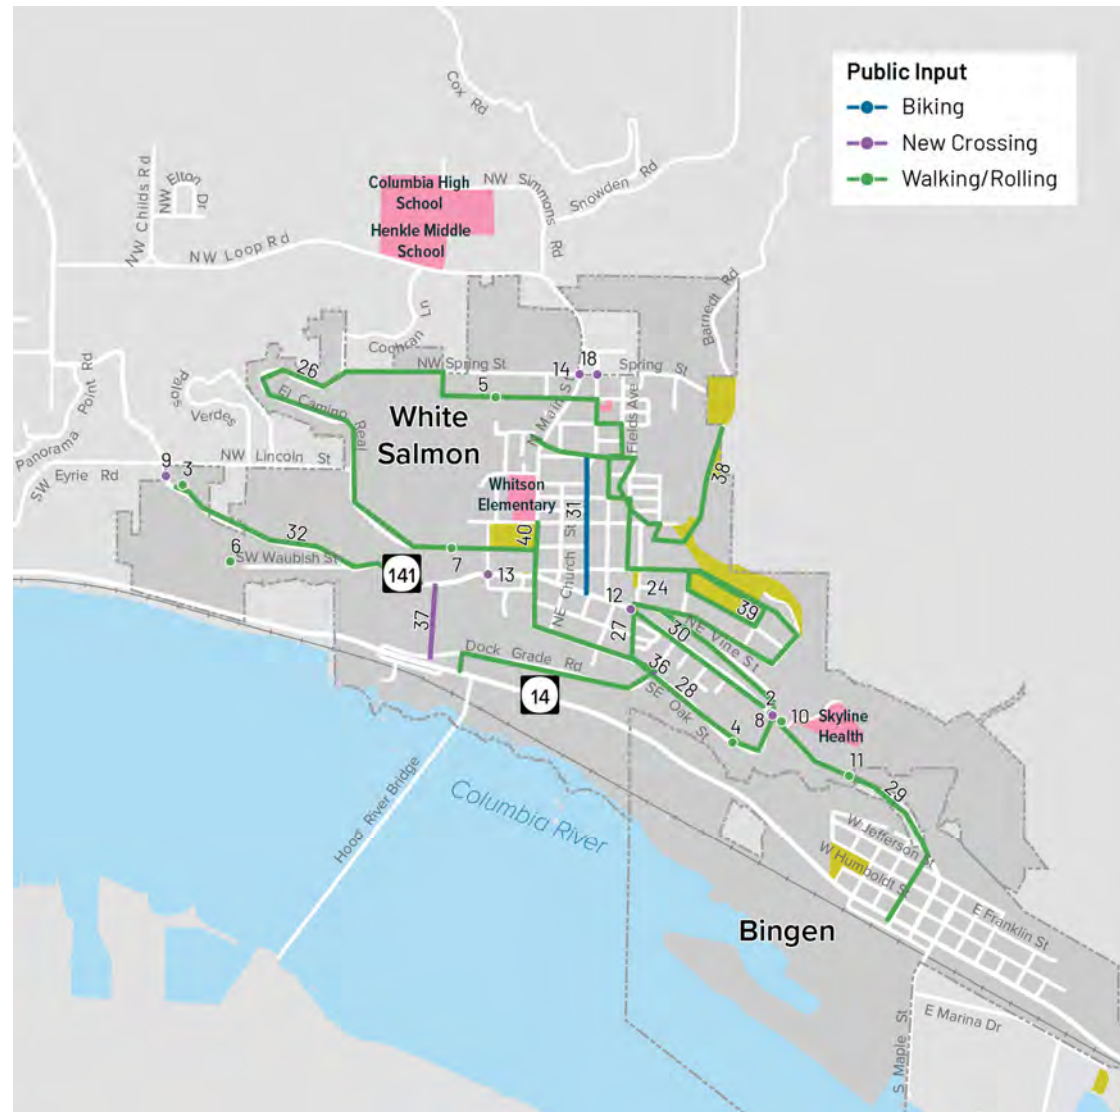 Public Input
Biking
New Crossing
Walking/Rolling
Cox Rd
NW Childs Rd
NW Elton Dr
Columbia High
School
Henkle Middle
School
NW Simmons Rd
Snowden Rd
NW Loop Rd
Barnedt Rd
Cochran Ln
NW Spring St
14
18
Spring St
26
5
El Camino Real
White
Salmon
N Main St
Fields Ave
Panorama Point Rd
Palos Verdes
NW Lincoln St
SW Eyrie Rd
9
3
38
Whitson
Elementary
31
40
32
6
SW Waubish St
141
7
13
NE Church St
12
24
39
37
27
30
NE Vine St
Dock Grade Rd
36
28
SE Oak St
14
2
8
10
4
Skyline
Health
11
29
Hood River Bridge
Columbia River
W Jefferson St
W Humboldt St
E Franklin St
Bingen
S Maple St
E Marina Dr